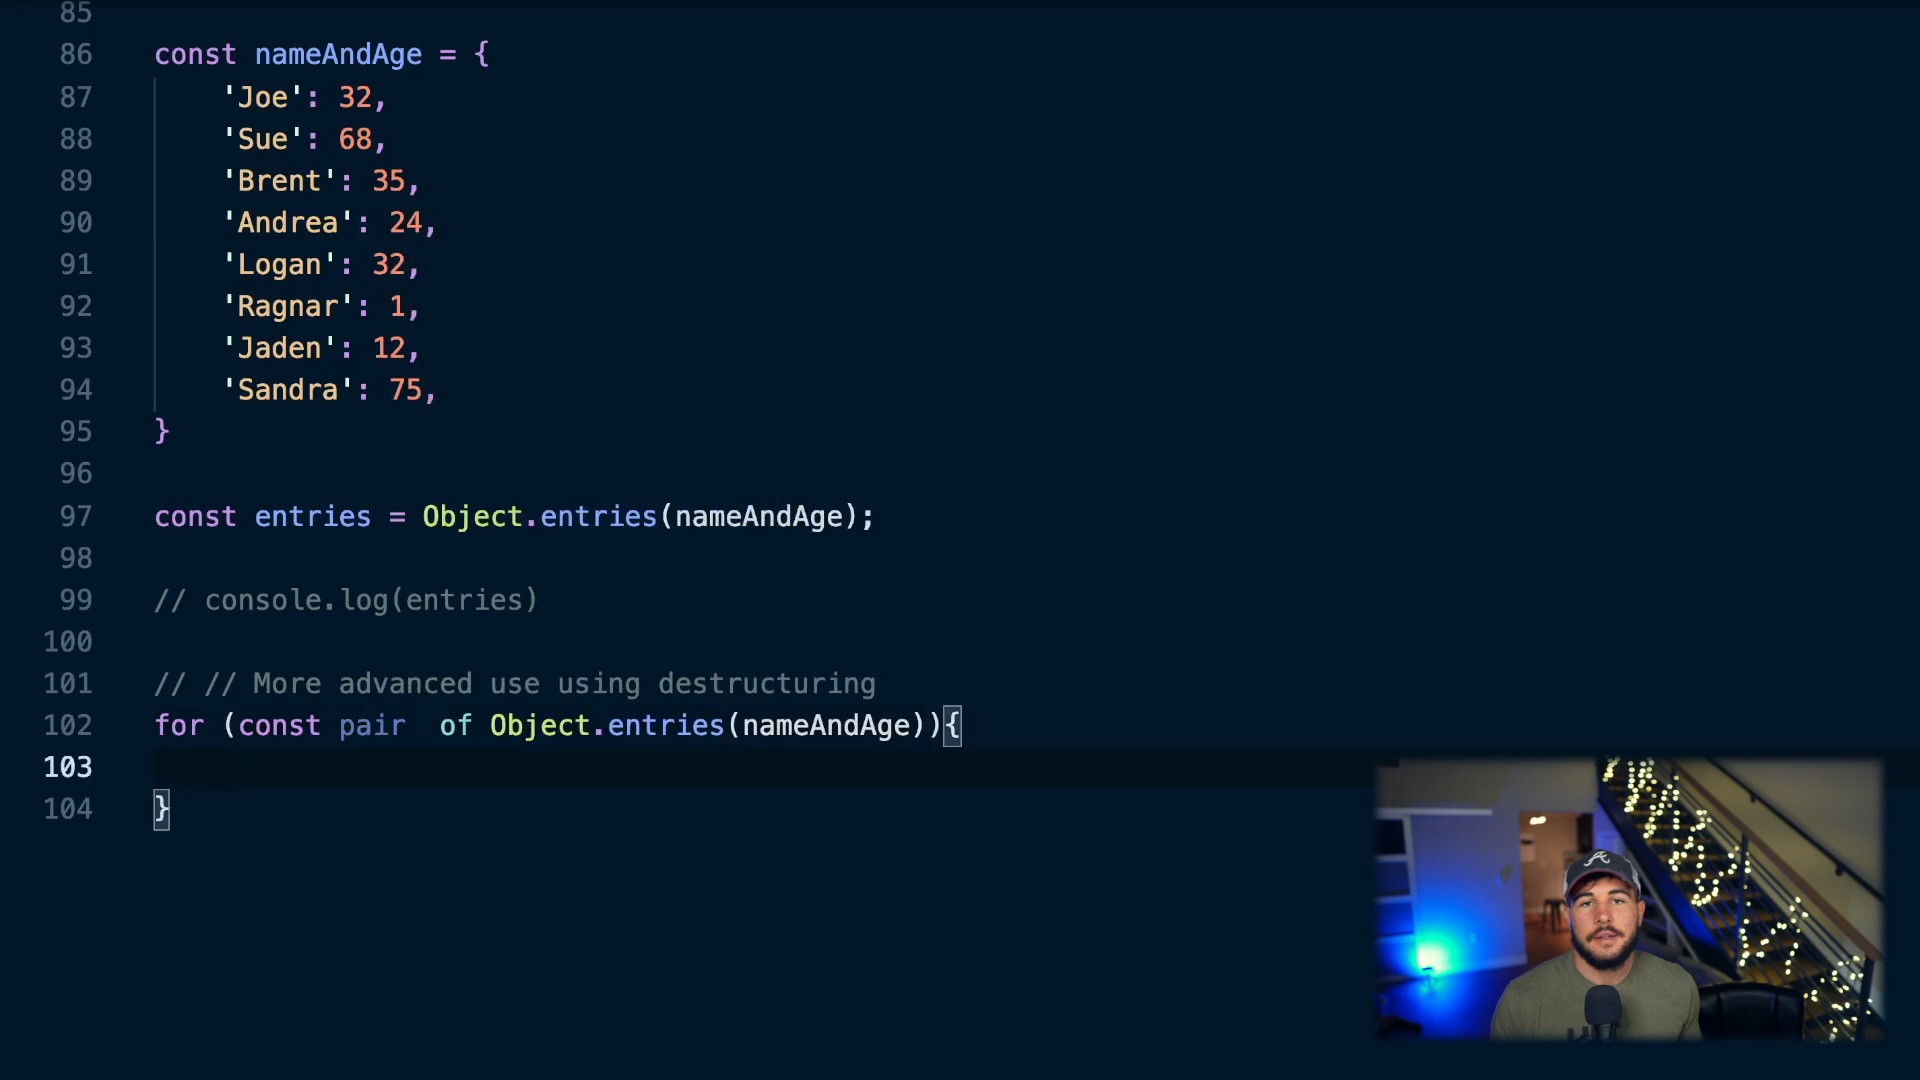 85
86 const nameAndAge = {
87 'Joe': 32,
88 'Sue': 68,
89 'Brent': 35,
90 'Andrea': 24,
91 'Logan': 32,
92 'Ragnar': 1,
93 'Jaden': 12,
94 'Sandra': 75,
95 }
96
97 const entries = Object.entries(nameAndAge);
98
99 // console.log(entries)
100
101 // // More advanced use using destructuring
102 for (const pair  of Object.entries(nameAndAge)){
103
104 }
A